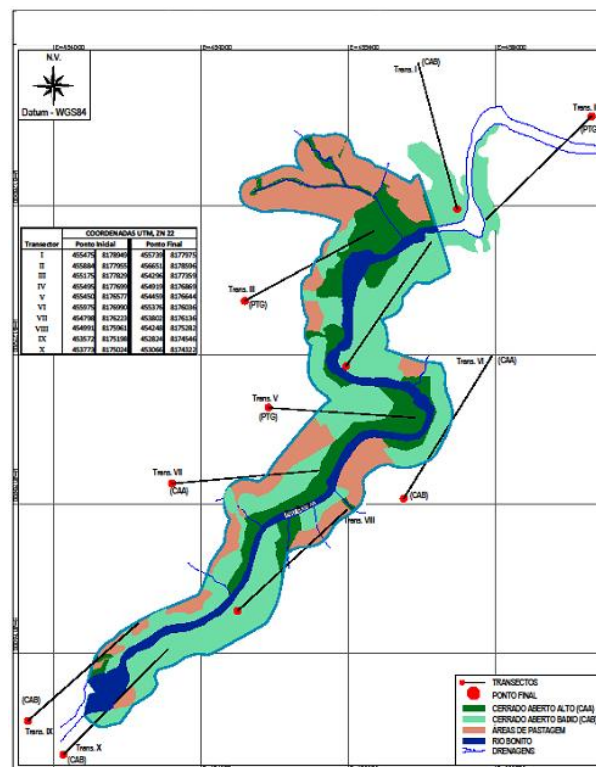 E=454000
N.V.
Datum - WGS84
(CAB)
Trans. I
Trans. II
(PTG)
COORDENADAS UTM, ZN 22
Transector Ponto Inicial Ponto Final
I 455475 8178949 455739 8177975
II 455884 8177955 456651 8178596
III 455175 8177829 454296 8177359
IV 455495 8177699 454919 8176869
V 455450 8176577 454459 8176644
VI 455975 8176990 455376 8176036
VII 454798 8176223 453802 8176136
VIII 454991 8175961 454248 8175282
IX 453572 8175198 452824 8174546
X 453773 8175024 453066 8174322
Trans. III
(PTG)
Trans. VI
(CAA)
Trans. V
(PTG)
Trans. VII
(CAA)
(CAB)
Trans. VIII
(CAB)
Trans. IX
Trans. X
(CAB)
TRANSECTOS
PONTO FINAL
CERRADO ABERTO ALTO (CAA)
CERRADO ABERTO BAIXO (CAB)
ÁREAS DE PASTAGEM
RIO BONITO
DRENAGENS